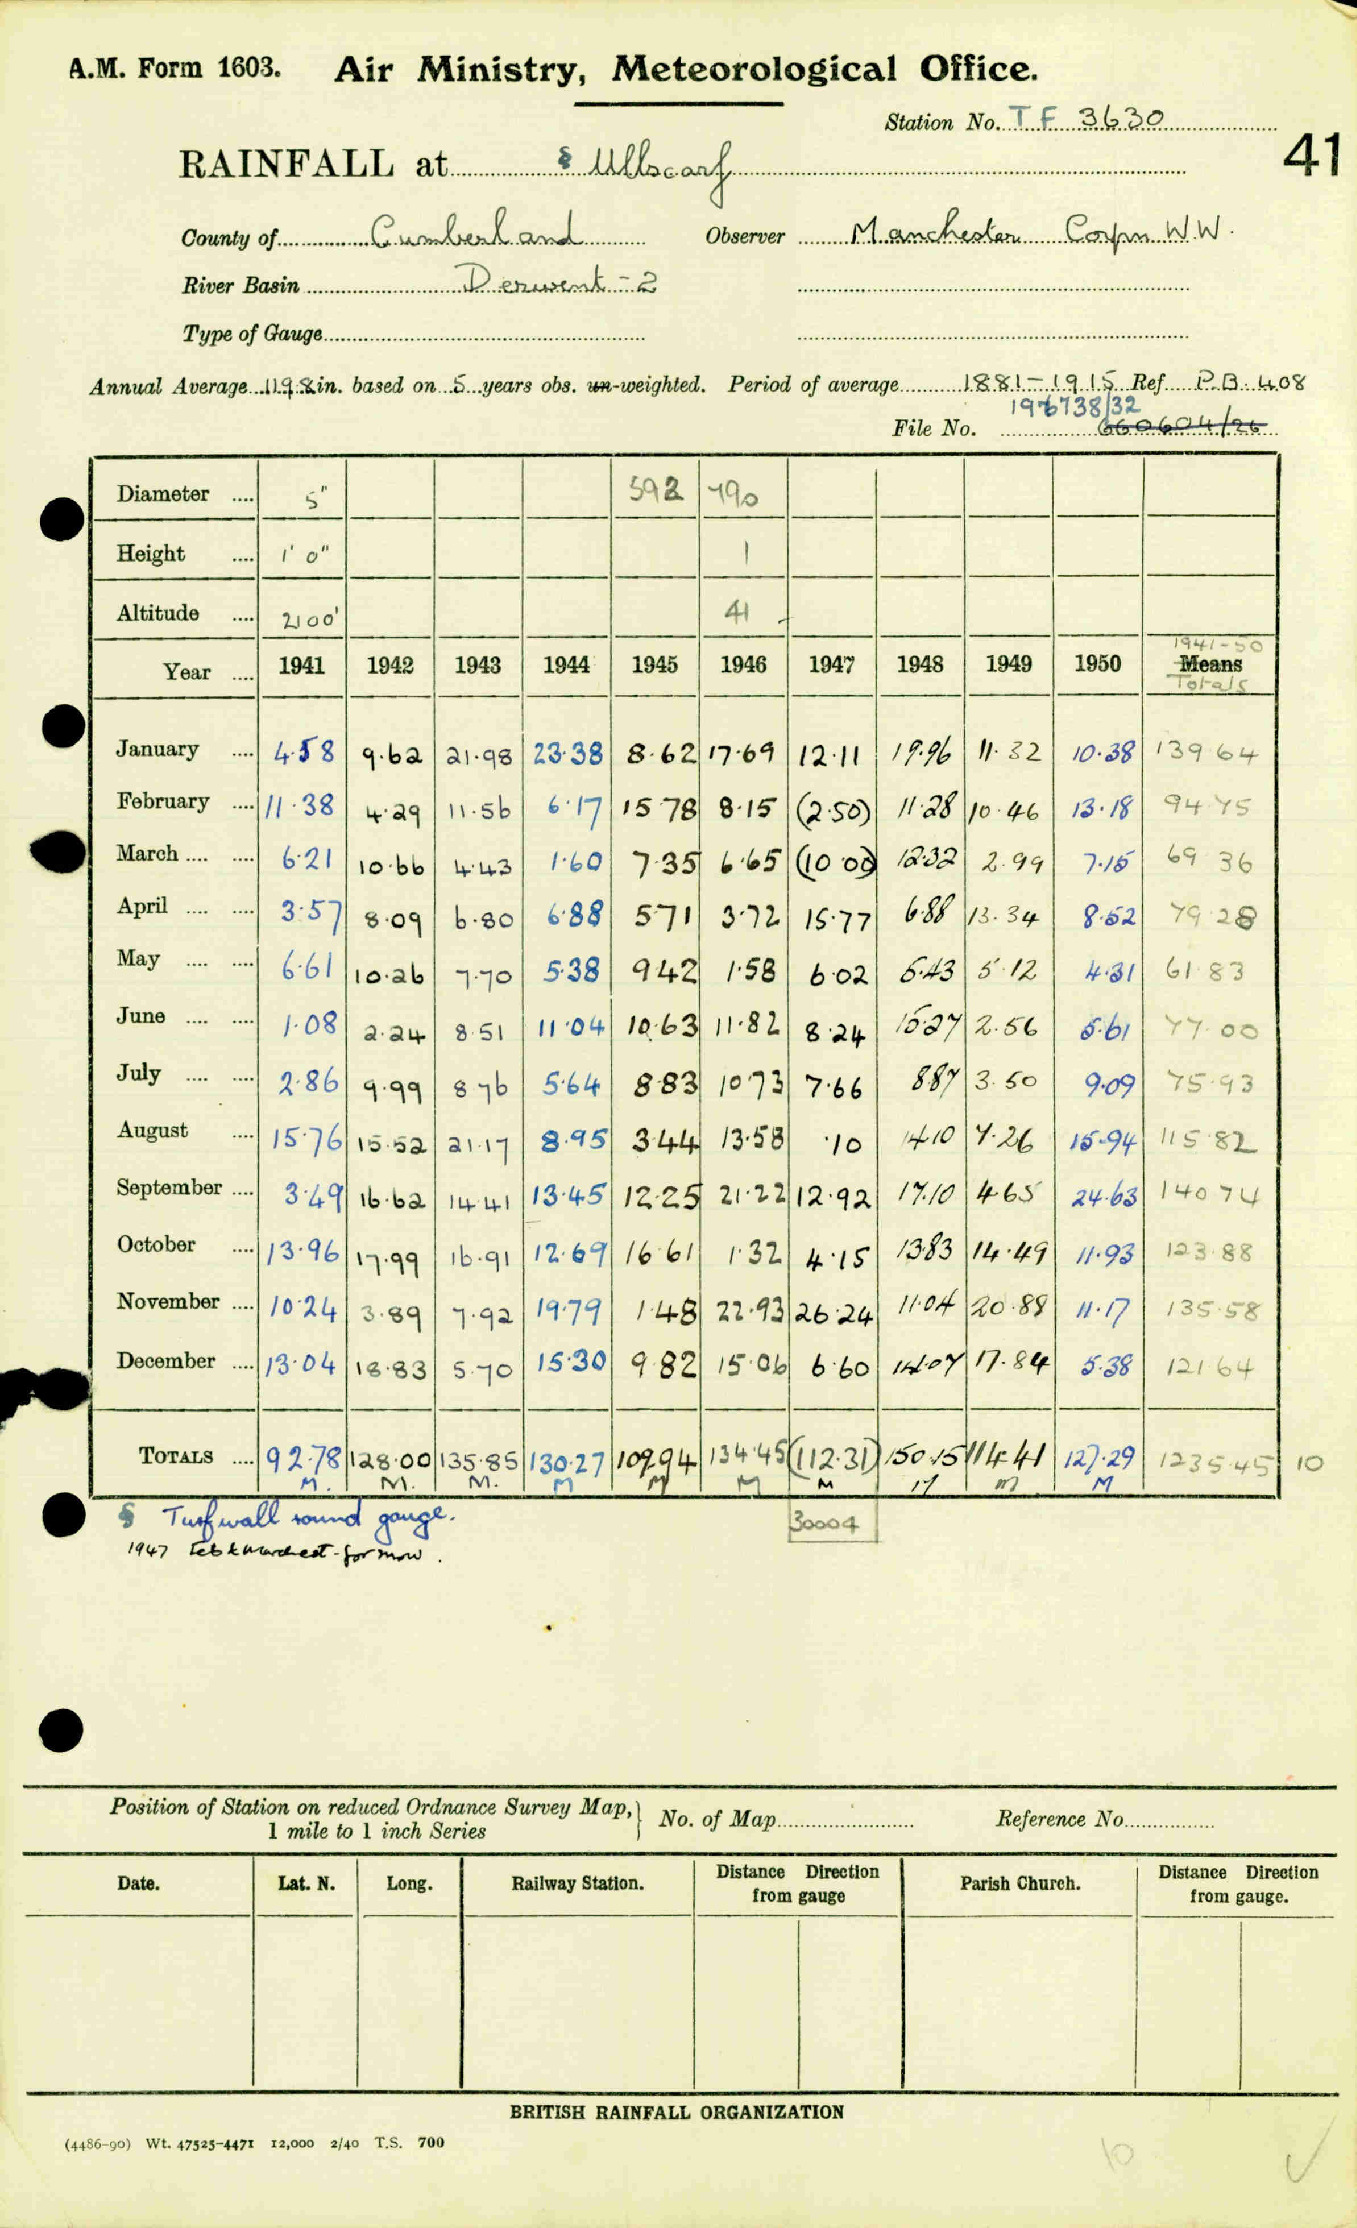 A.M. Form 1603. Air Ministry, Meteorological Office.
Station No. TF 3630
41
RAINFALL at § Ullscarf
County of Cumberland Observer Manchester Corpn W.W.
River Basin Derwent - 2
Type of Gauge
Annual Average 119.8 in. based on 5 years obs. un-weighted. Period of average 1881-1915 Ref P.B. 408
196738/32
File No. 660604/26
Diameter .... 5" 592 490
Height .... 1' 0" 1
Altitude .... 2100' 41
1941-50
Year .... 1941 1942 1943 1944 1945 1946 1947 1948 1949 1950 Means
Totals
January .... 4.58 9.62 21.98 23.38 8.62 17.69 12.11 19.96 11.32 10.38 139 64
February .... 11.38 4.29 11.56 6.17 15 78 8.15 (2.50) 11.28 10.46 13.18 94 75
March .... .... 6.21 10.66 4.43 1.60 7.35 6.65 (10 00) 12.32 2.99 7.15 69 36
April .... .... 3.57 8.09 6.80 6.88 5.71 3.72 15.77 6.88 13.34 8.52 79.28
May .... .... 6.61 10.26 7.70 5.38 9.42 1.58 6 02 5.43 5.12 4.31 61.83
June .... .... 1.08 2.24 8.51 11.04 10.63 11.82 8.24 15.27 2.56 5.61 77.00
July .... .... 2.86 9.99 8 76 5.64 8.83 10.73 7.66 8.87 3.50 9.09 75.93
August .... 15.76 15.52 21.17 8.95 3.44 13.58 .10 14.10 7.26 15.94 115 82
September .... 3.49 16.62 14 41 13.45 12.25 21.22 12.92 17.10 4.65 24.63 140 74
October .... 13.96 17.99 16.91 12.69 16 61 1.32 4.15 13.83 14.49 11.93 123.88
November .... 10.24 3.89 7.92 19.79 1.48 22.93 26.24 11.04 20.88 11.17 135.58
December .... 13.04 18.83 5.70 15.30 9.82 15.06 6.60 14.07 17.84 5.38 121 64
TOTALS .... 92.78 128.00 135.85 130.27 109.94 134.45 (112.31) 150.15 114.41 127.29 1235.45 10
M. M. M. M M M M M M M
§ Turfwall round gauge. 30004
1947 Feb & March est. for snow.
Position of Station on reduced Ordnance Survey Map, } No. of Map Reference No.
1 mile to 1 inch Series
Date. Lat. N. Long. Railway Station. Distance Direction from gauge Parish Church. Distance Direction from gauge.
BRITISH RAINFALL ORGANIZATION
(4486-90) Wt. 47525-4471 12,000 2/40 T.S. 700
10